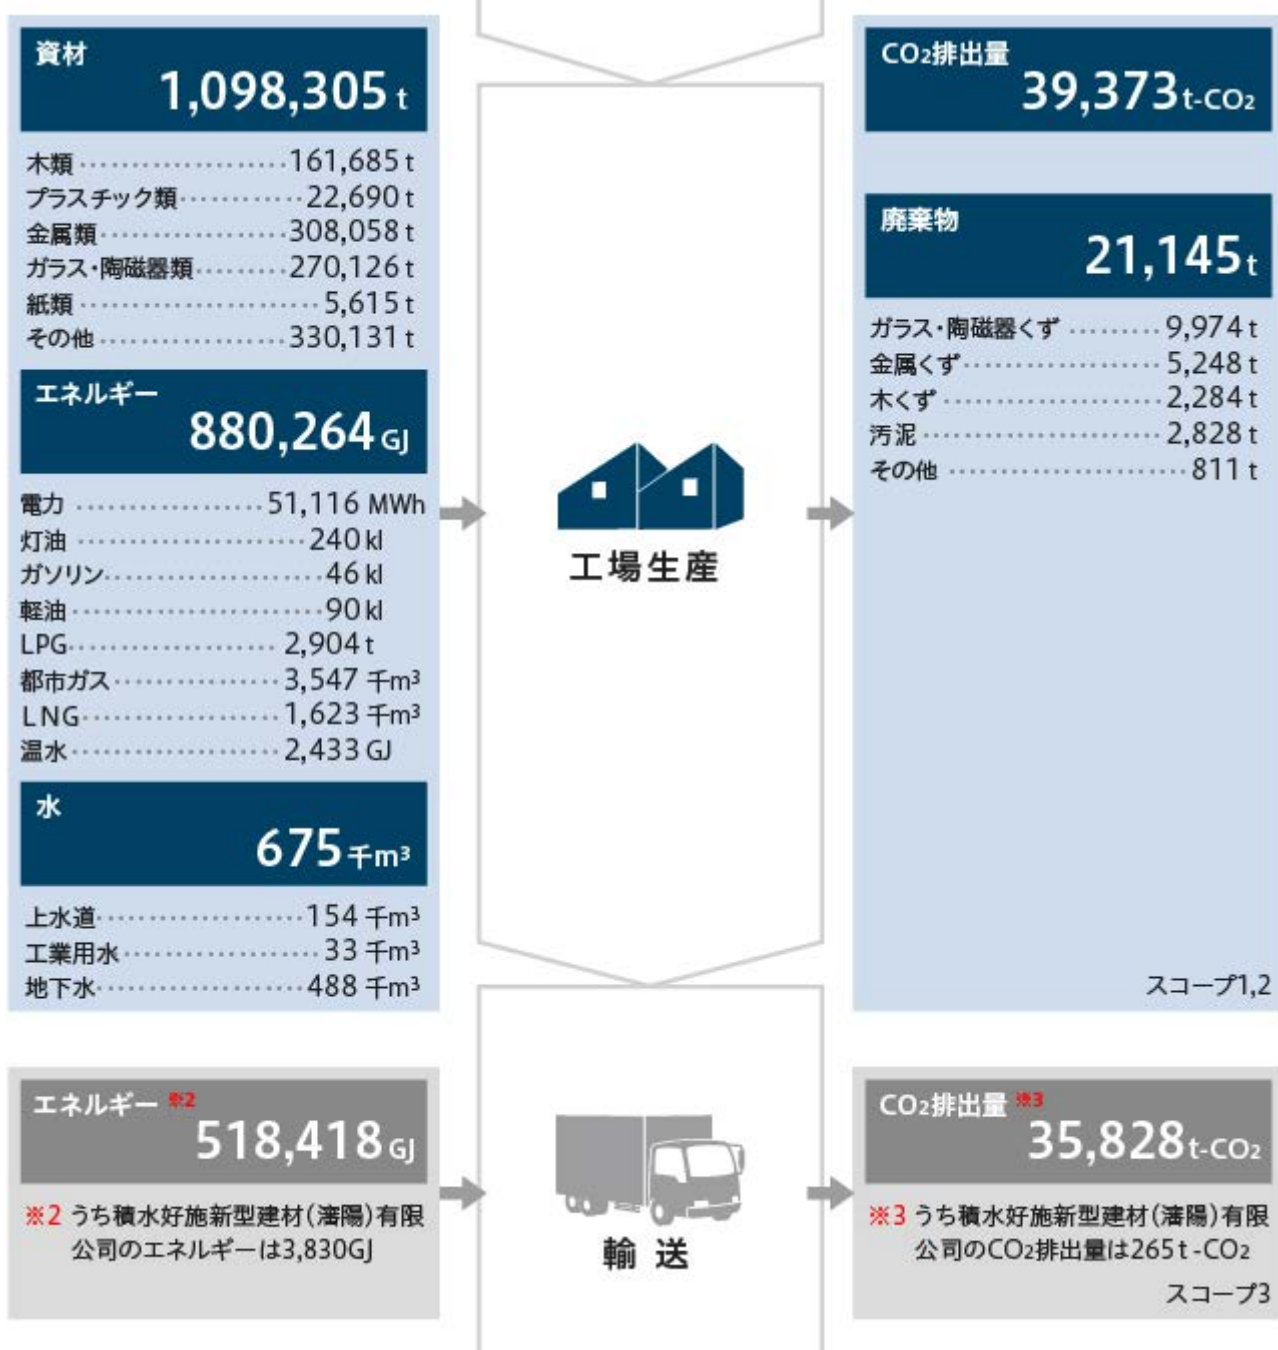 資材
1,098,305 t
木類 161,685 t
プラスチック類 22,690 t
金属類 308,058 t
ガラス・陶磁器類 270,126 t
紙類 5,615 t
その他 330,131 t
エネルギー
880,264 GJ
電力 51,116 MWh
灯油 240 kl
ガソリン 46 kl
軽油 90 kl
LPG 2,904 t
都市ガス 3,547 千m³
LNG 1,623 千m³
温水 2,433 GJ
水
675 千m³
上水道 154 千m³
工業用水 33 千m³
地下水 488 千m³
工場生産
CO₂排出量
39,373 t-CO₂
廃棄物
21,145 t
ガラス・陶磁器くず 9,974 t
金属くず 5,248 t
木くず 2,284 t
汚泥 2,828 t
その他 811 t
スコープ1,2
エネルギー ※2
518,418 GJ
※2 うち積水好施新型建材(瀋陽)有限
公司のエネルギーは3,830GJ
輸送
CO₂排出量 ※3
35,828 t-CO₂
※3 うち積水好施新型建材(瀋陽)有限
公司のCO₂排出量は265t-CO₂
スコープ3